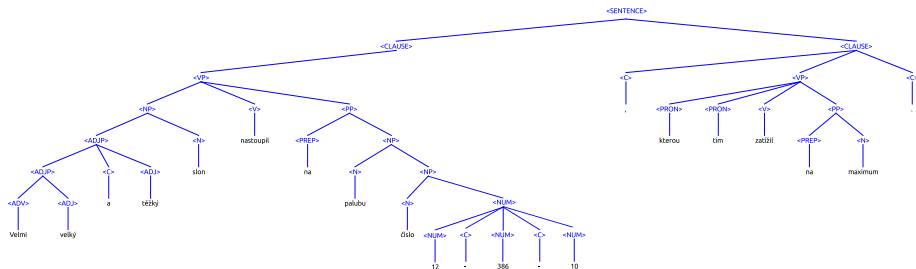 <SENTENCE>
<CLAUSE> <CLAUSE>
<VP> <C> <VP> <C>
<NP> <V> <PP> , <PRON> <PRON> <V> <PP> .
<ADJP> <N> nastoupil <PREP> <NP> kterou tím zatížil <PREP> <N>
<ADJP> <C> <ADJ> slon na <N> <NP> na maximum
<ADV> <ADJ> a těžký palubu <N> <NUM>
Velmi velký číslo <NUM> <C> <NUM> <C> <NUM>
12 - 386 - 10